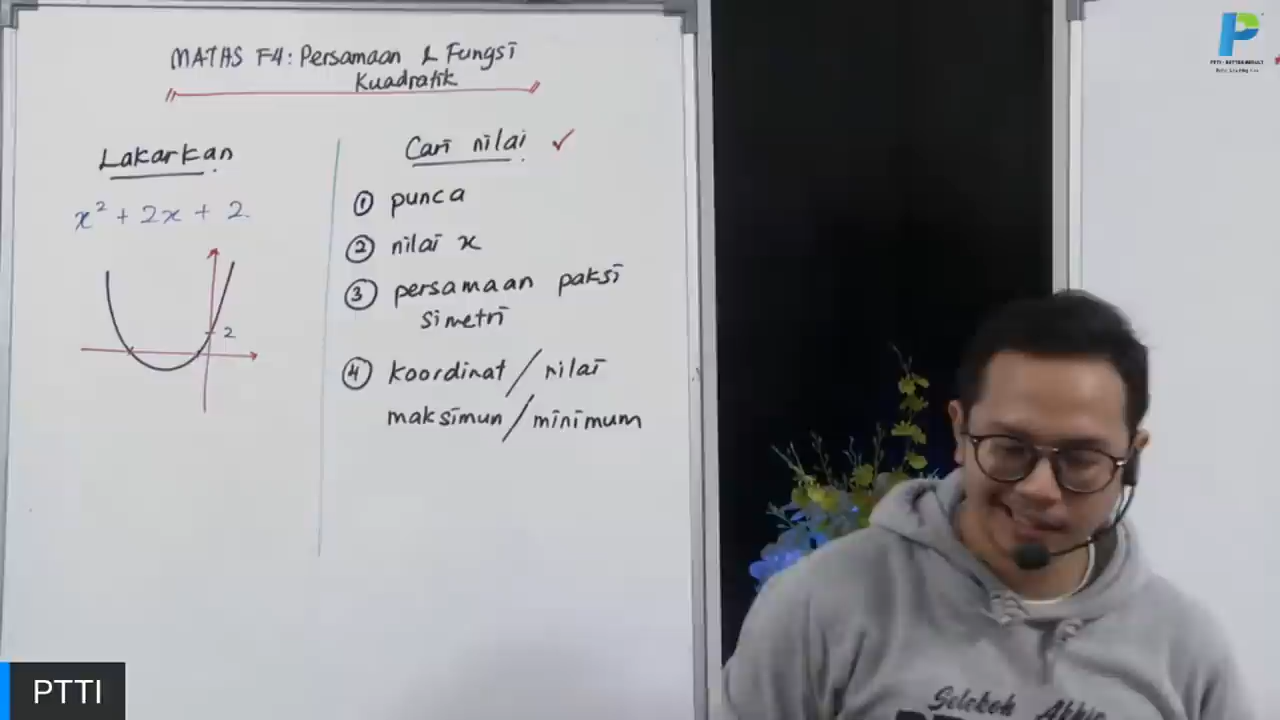 MATHS F4: Persamaan & Fungsi
Kuadratik
Lakarkan
x² + 2x + 2
2
Cari nilai ✓
① punca
② nilai x
③ persamaan paksi
simetri
④ koordinat / nilai
maksimun / minimum
PTTI
Selekoh Akhir